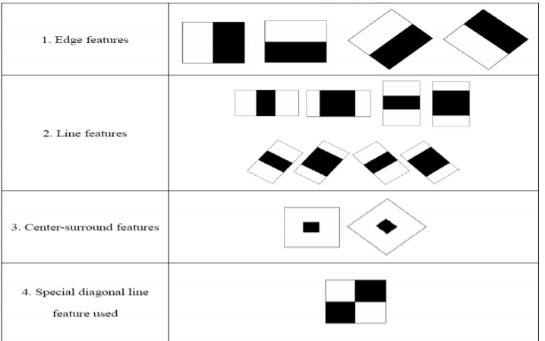 1. Edge features
2. Line features
3. Center-surround features
4. Special diagonal line
feature used